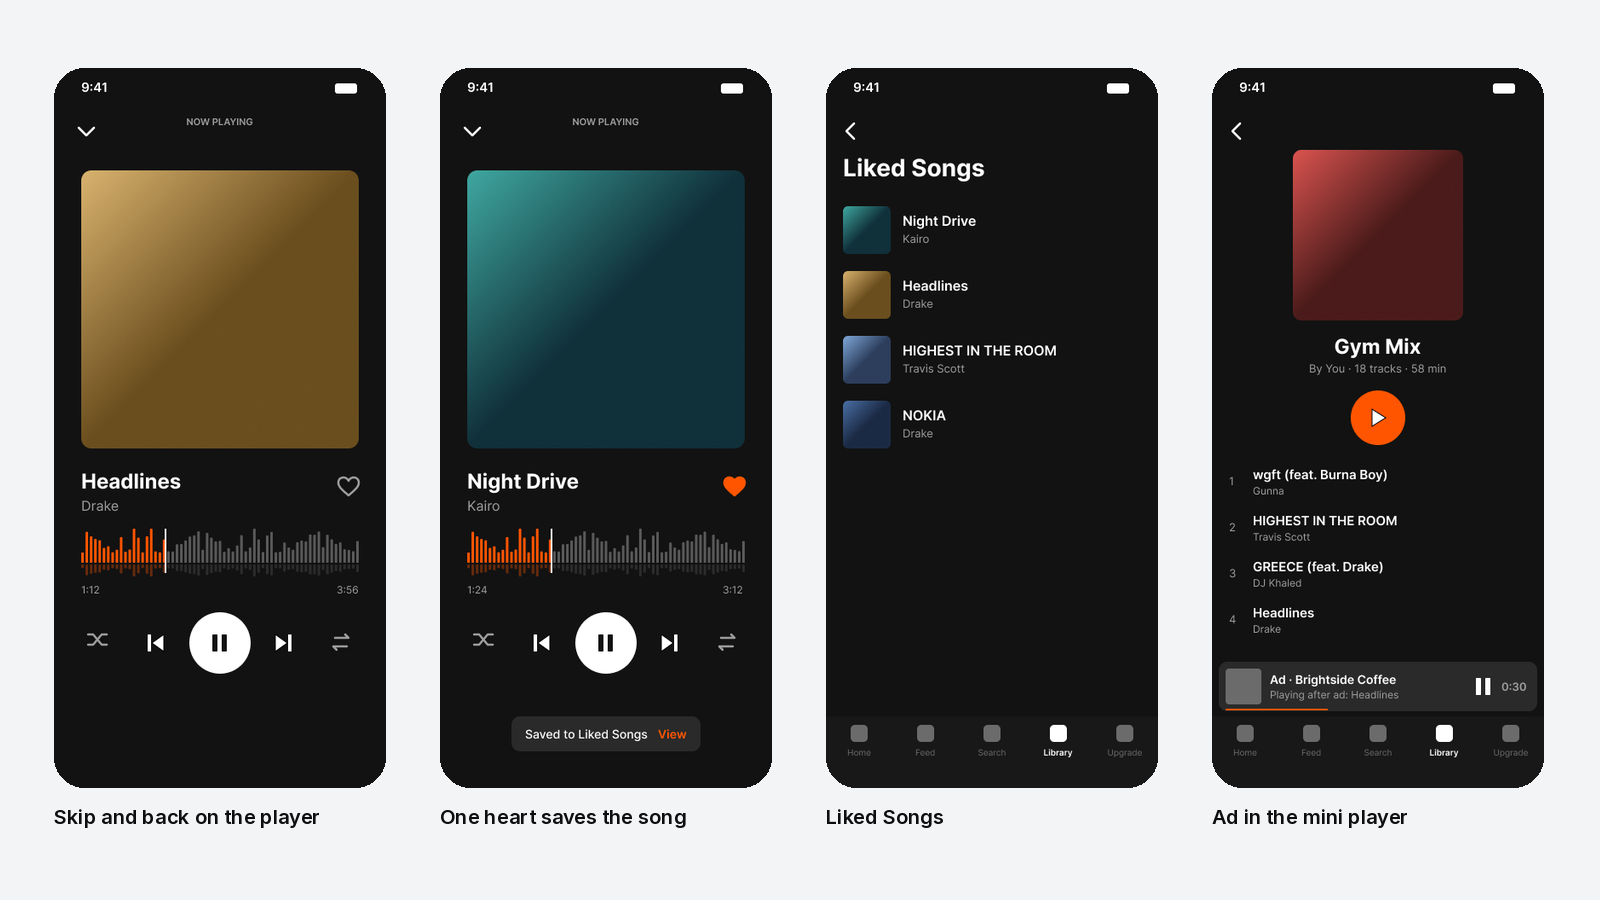 9:41
NOW PLAYING
Headlines
Drake
1:12
3:56
Skip and back on the player
9:41
NOW PLAYING
Night Drive
Kairo
1:24
3:12
Saved to Liked Songs View
One heart saves the song
9:41
Liked Songs
Night Drive
Kairo
Headlines
Drake
HIGHEST IN THE ROOM
Travis Scott
NOKIA
Drake
Home
Feed
Search
Library
Upgrade
Liked Songs
9:41
Gym Mix
By You · 18 tracks · 58 min
1
wgft (feat. Burna Boy)
Gunna
2
HIGHEST IN THE ROOM
Travis Scott
3
GREECE (feat. Drake)
DJ Khaled
4
Headlines
Drake
Ad · Brightside Coffee
Playing after ad: Headlines
0:30
Home
Feed
Search
Library
Upgrade
Ad in the mini player